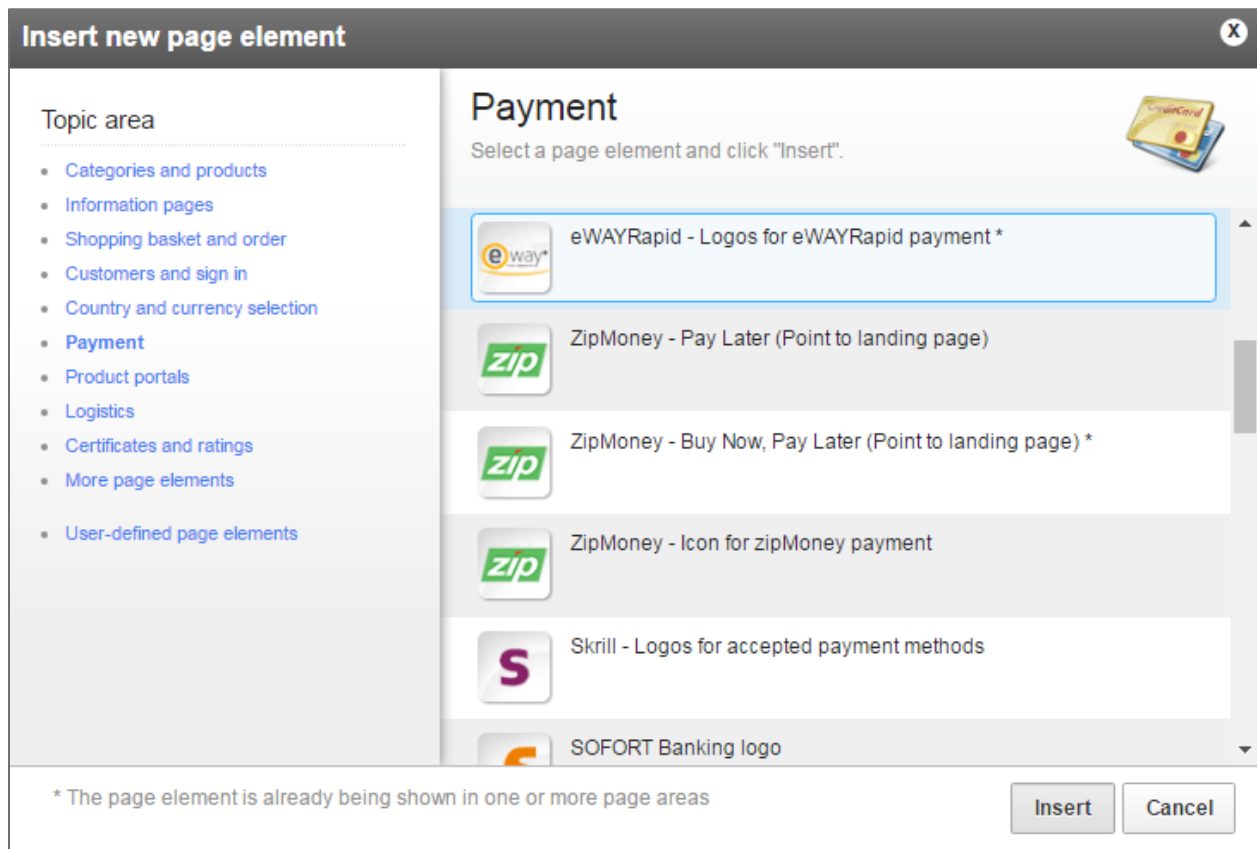 Insert new page element
X
Topic area
Categories and products
Information pages
Shopping basket and order
Customers and sign in
Country and currency selection
Payment
Product portals
Logistics
Certificates and ratings
More page elements
User-defined page elements
Payment
Select a page element and click "Insert".
CreditCard
eway
eWAYRapid - Logos for eWAYRapid payment *
zip
ZipMoney - Pay Later (Point to landing page)
zip
ZipMoney - Buy Now, Pay Later (Point to landing page) *
zip
ZipMoney - Icon for zipMoney payment
S
Skrill - Logos for accepted payment methods
SOFORT Banking logo
* The page element is already being shown in one or more page areas
Insert
Cancel